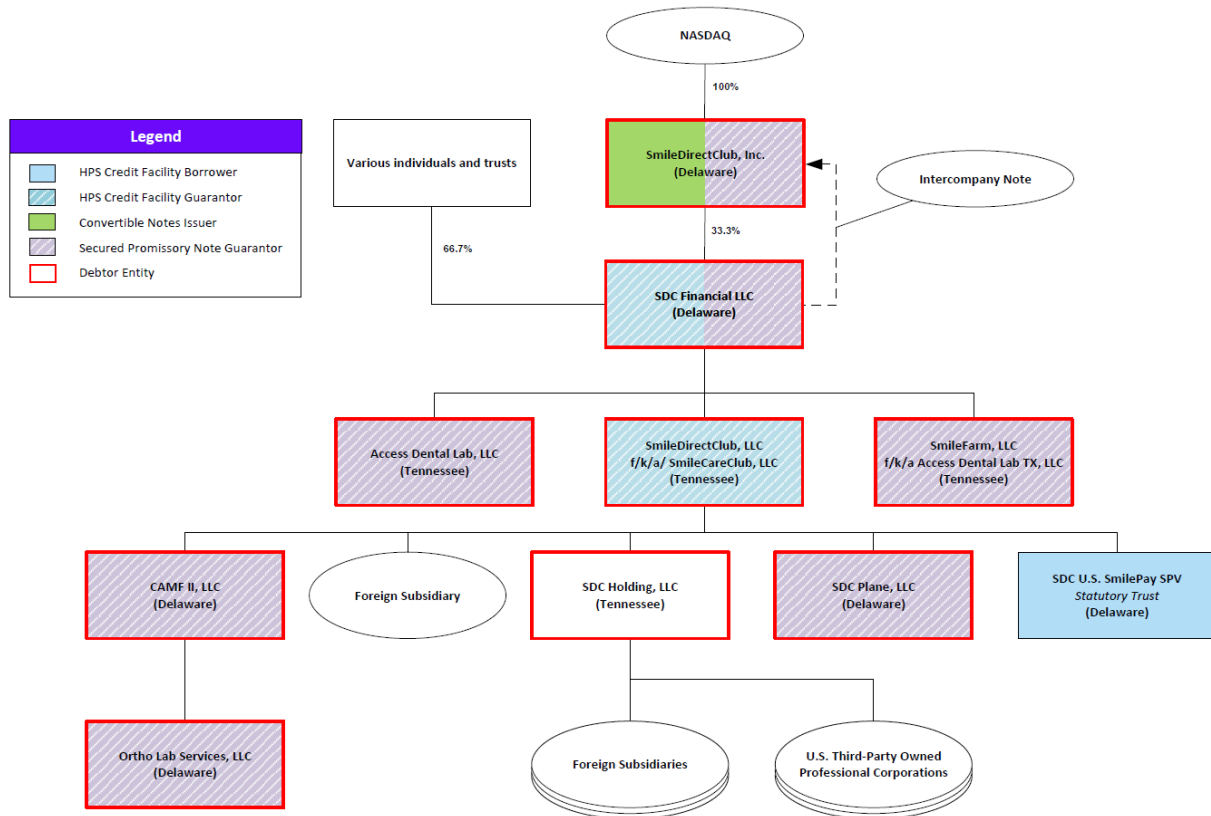 NASDAQ
100%
Legend
HPS Credit Facility Borrower
HPS Credit Facility Guarantor
Convertible Notes Issuer
Secured Promissory Note Guarantor
Debtor Entity
Various individuals and trusts
SmileDirectClub, Inc.
(Delaware)
Intercompany Note
66.7%
33.3%
SDC Financial LLC
(Delaware)
Access Dental Lab, LLC
(Tennessee)
SmileDirectClub, LLC
f/k/a/ SmileCareClub, LLC
(Tennessee)
SmileFarm, LLC
f/k/a Access Dental Lab TX, LLC
(Tennessee)
CAMF II, LLC
(Delaware)
Foreign Subsidiary
SDC Holding, LLC
(Tennessee)
SDC Plane, LLC
(Delaware)
SDC U.S. SmilePay SPV
Statutory Trust
(Delaware)
Ortho Lab Services, LLC
(Delaware)
Foreign Subsidiaries
U.S. Third-Party Owned
Professional Corporations